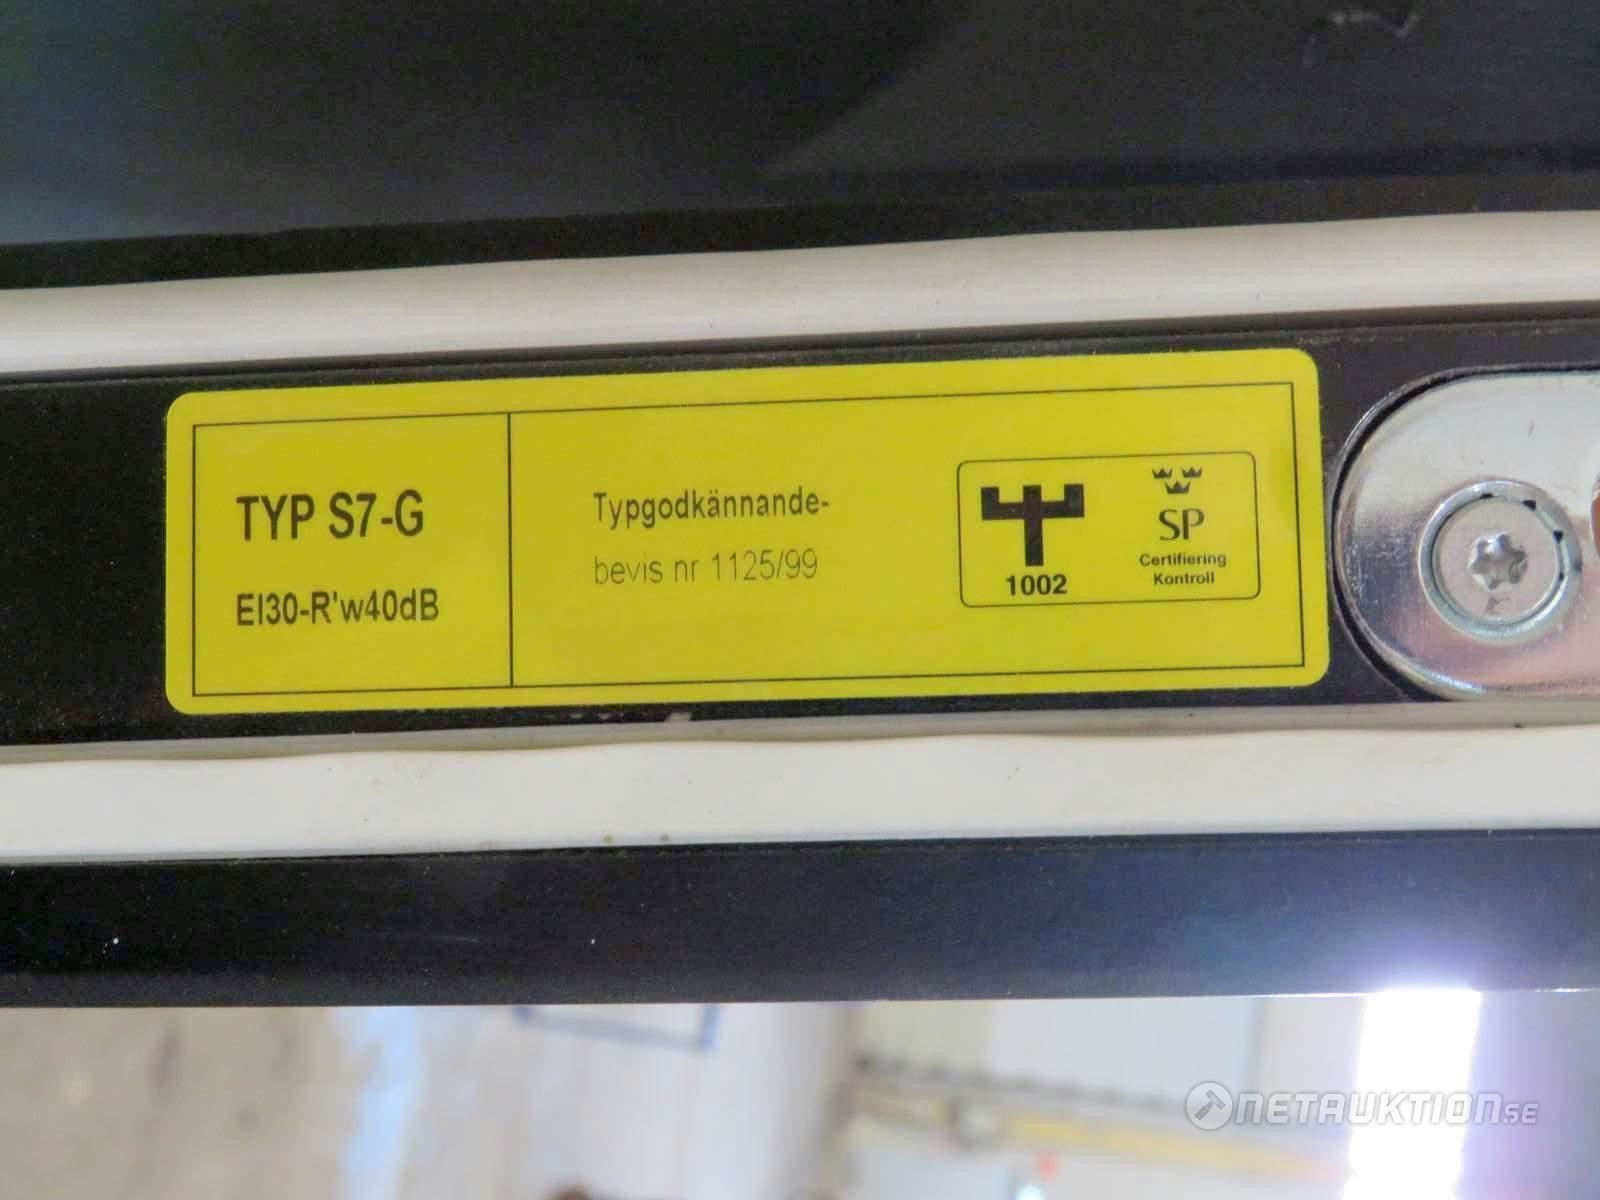 TYP S7-G
EI30-R'w40dB
Typgodkännande-
bevis nr 1125/99
1002
SP
Certifiering
Kontroll
NETAUKTION.SE